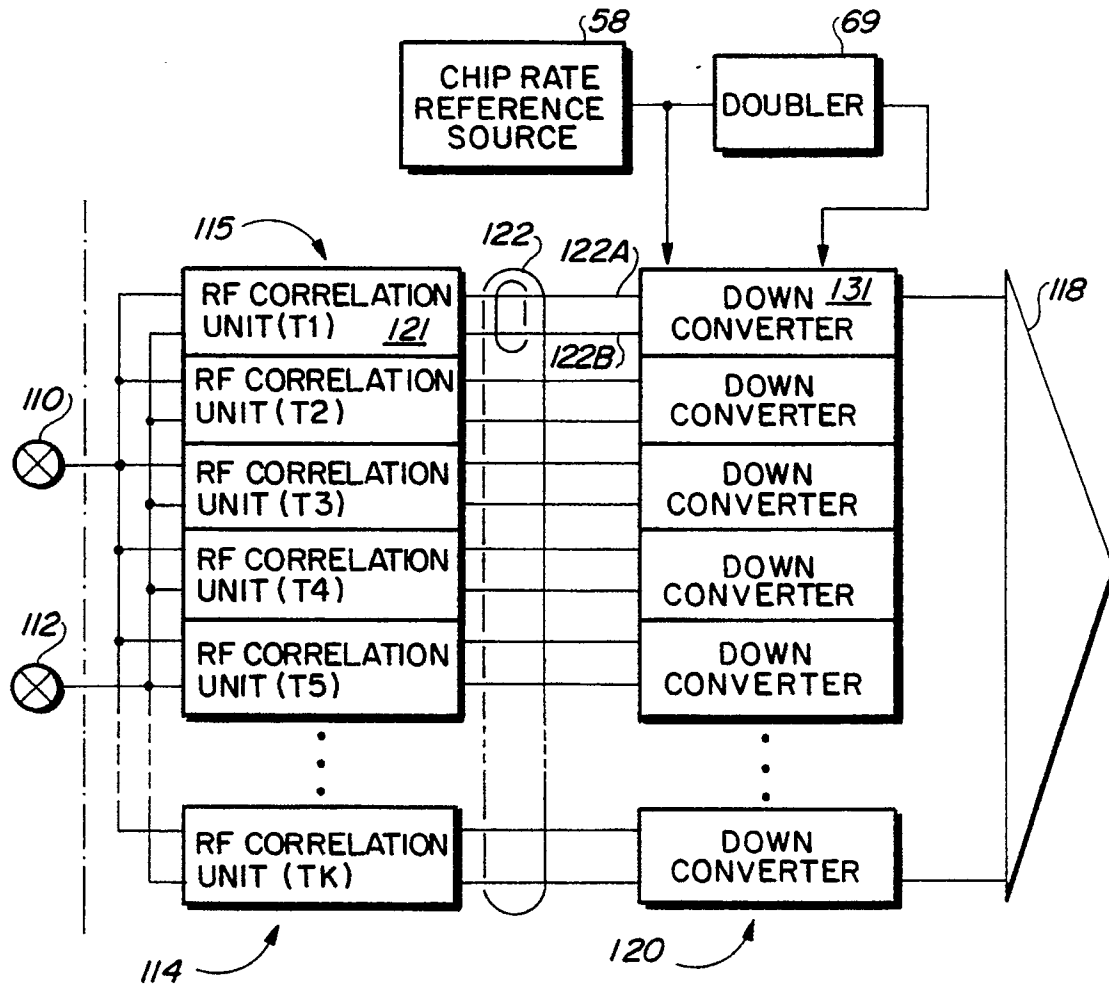 58
69
CHIP RATE
REFERENCE
SOURCE
DOUBLER
115
122
122A
122B
118
RF CORRELATION
UNIT (T1) 121
DOWN 131
CONVERTER
RF CORRELATION
UNIT (T2)
DOWN
CONVERTER
110
RF CORRELATION
UNIT (T3)
DOWN
CONVERTER
RF CORRELATION
UNIT (T4)
DOWN
CONVERTER
112
RF CORRELATION
UNIT (T5)
DOWN
CONVERTER
RF CORRELATION
UNIT (TK)
DOWN
CONVERTER
114
120